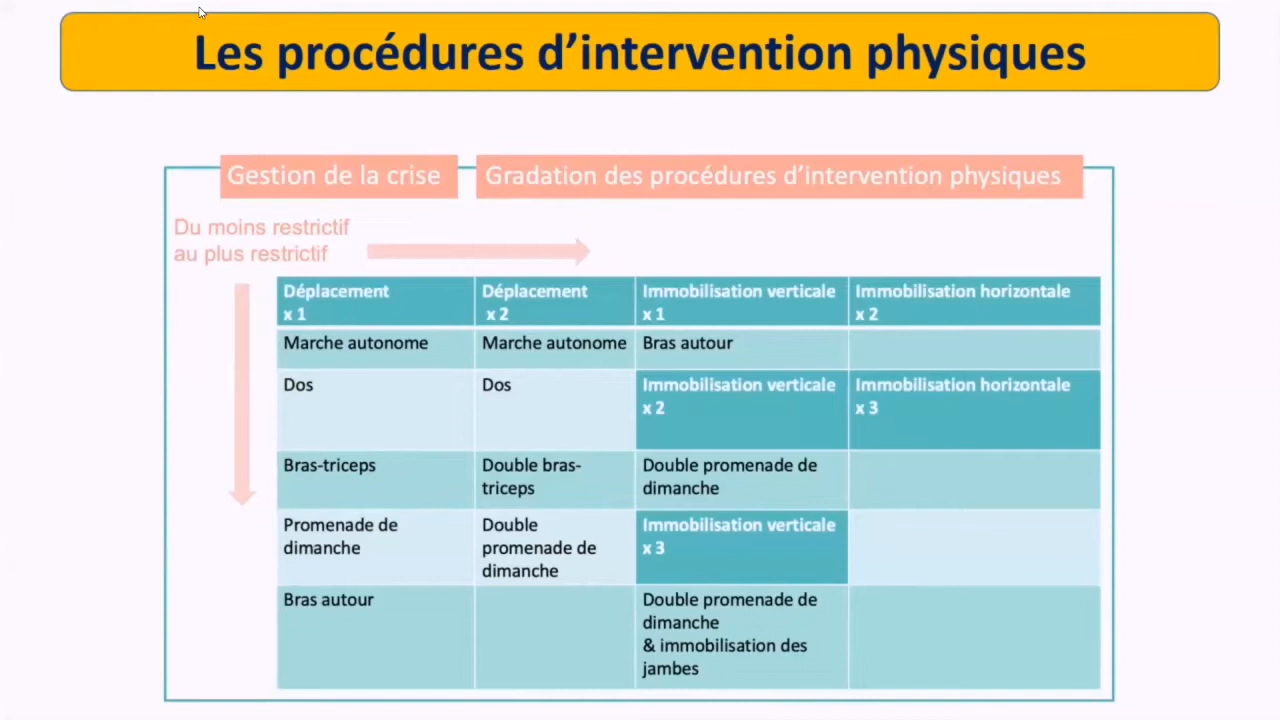 Les procédures d’intervention physiques
Gestion de la crise
Gradation des procédures d’intervention physiques
Du moins restrictif
au plus restrictif
Déplacement
x 1
Déplacement
x 2
Immobilisation verticale
x 1
Immobilisation horizontale
x 2
Marche autonome
Marche autonome
Bras autour
Dos
Dos
Immobilisation verticale
x 2
Immobilisation horizontale
x 3
Bras-triceps
Double bras-
triceps
Double promenade de
dimanche
Promenade de
dimanche
Double
promenade de
dimanche
Immobilisation verticale
x 3
Bras autour
Double promenade de
dimanche
& immobilisation des
jambes